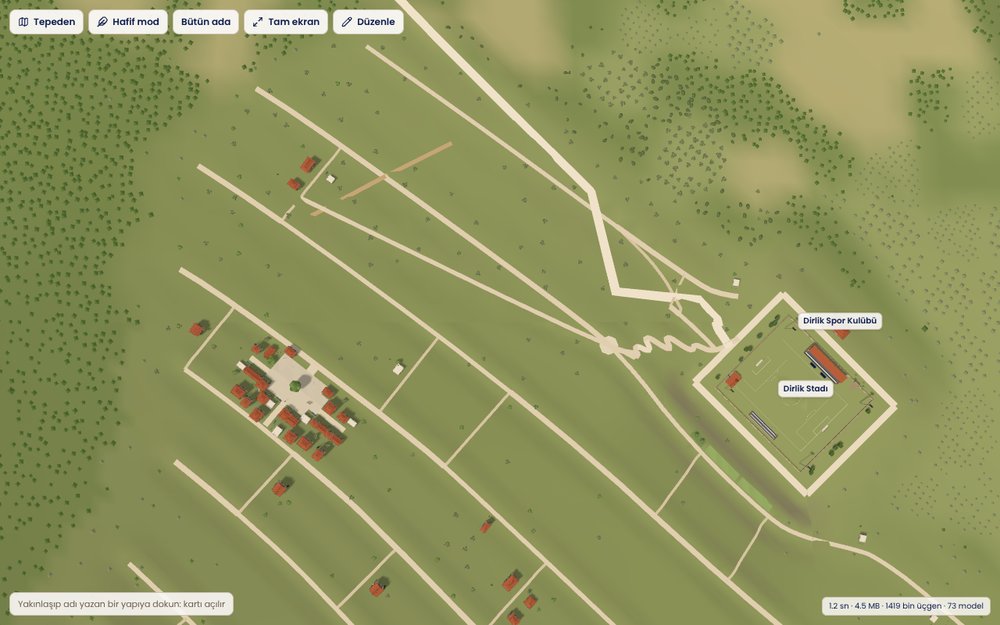 Tepeden
Hafif mod
Bütün ada
Tam ekran
Düzenle
Dirlik Spor Kulübü
Dirlik Stadı
Yakınlaşıp adı yazan bir yapıya dokun: kartı açılır
1.2 sn · 4.5 MB · 1419 bin üçgen · 73 model